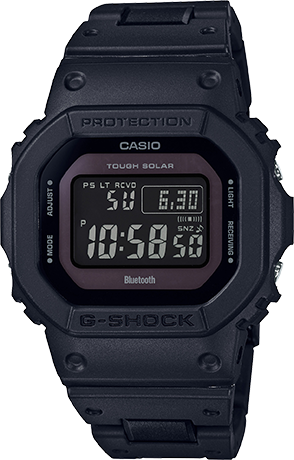 PROTECTION
CASIO
TOUGH SOLAR
ADJUST
LIGHT
PS LT RCVD
SU 6.30
P 10:58 50
SNZ
MODE
RECEIVING
Bluetooth
G-SHOCK